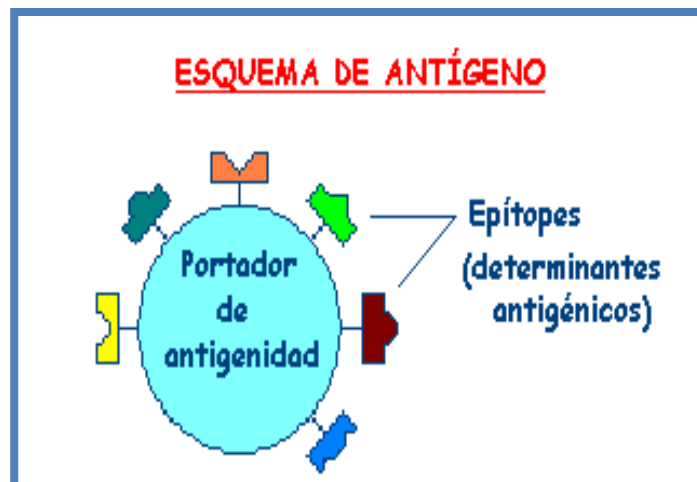 ESQUEMA DE ANTÍGENO
Portador
de
antigenidad
Epítopes
(determinantes
antigénicos)